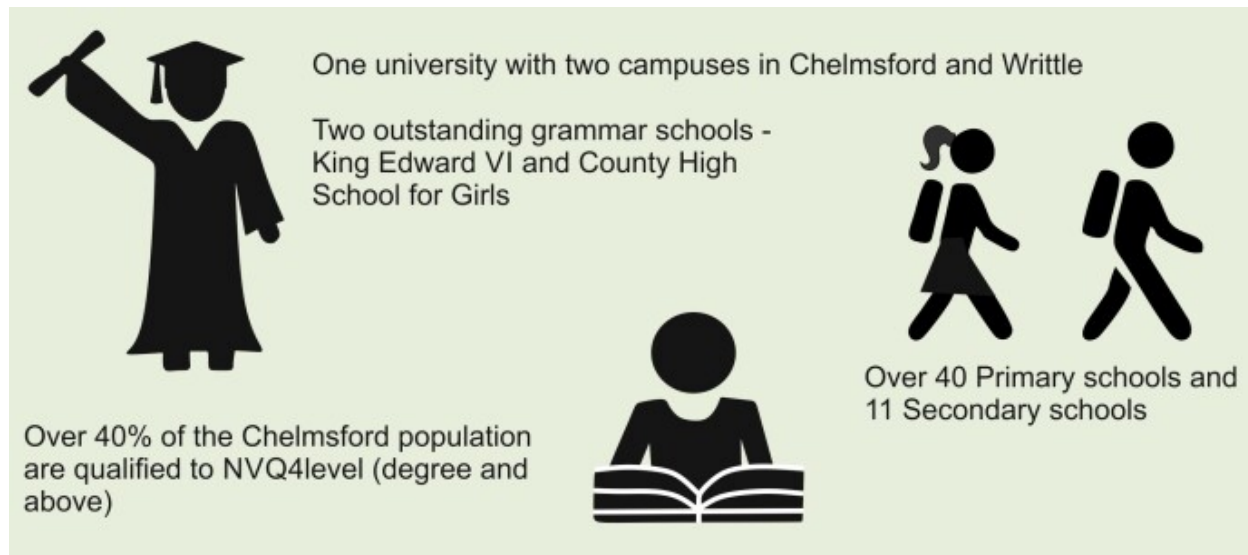 One university with two campuses in Chelmsford and Writtle
Two outstanding grammar schools -
King Edward VI and County High
School for Girls
Over 40 Primary schools and
11 Secondary schools
Over 40% of the Chelmsford population
are qualified to NVQ4level (degree and
above)